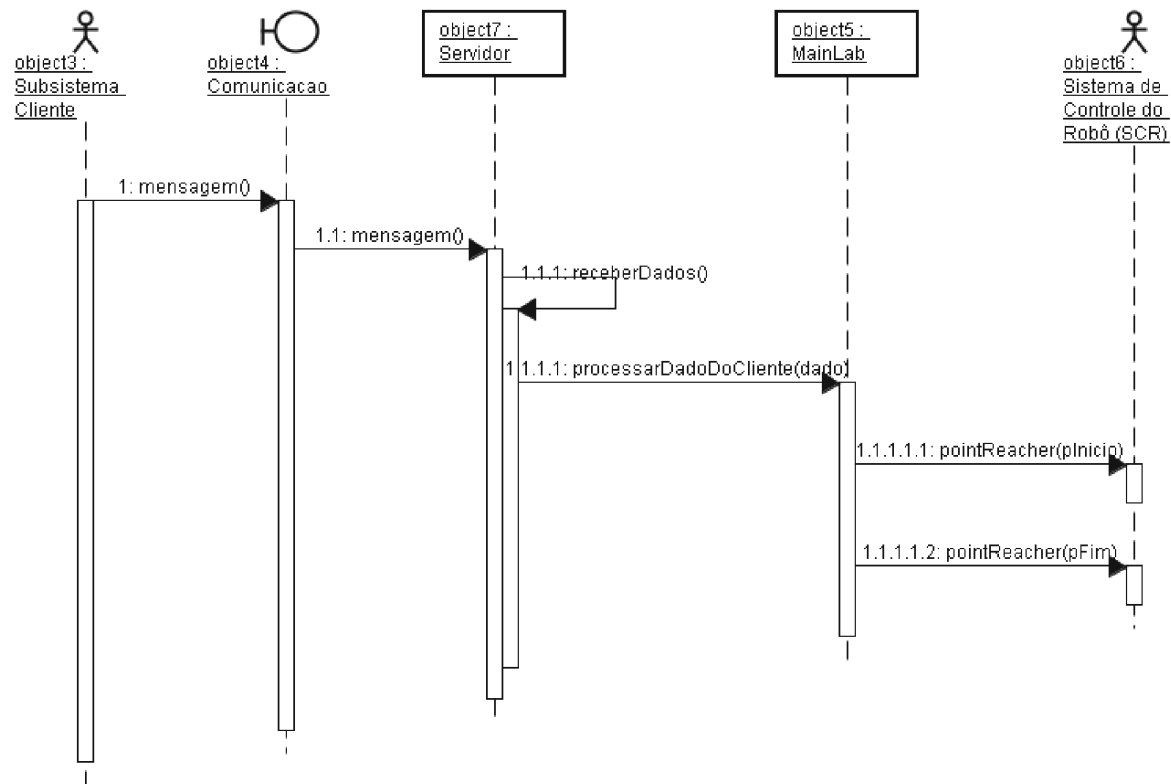 object3 :
Subsistema
Cliente
object4 :
Comunicacao
object7 :
Servidor
object5 :
MainLab
object6 :
Sistema de
Controle do
Robô (SCR)
1: mensagem()
1.1: mensagem()
1.1.1: receberDados()
1.1.1.1: processarDadoDoCliente(dado)
1.1.1.1.1: pointReacher(pInicio)
1.1.1.1.2: pointReacher(pFim)